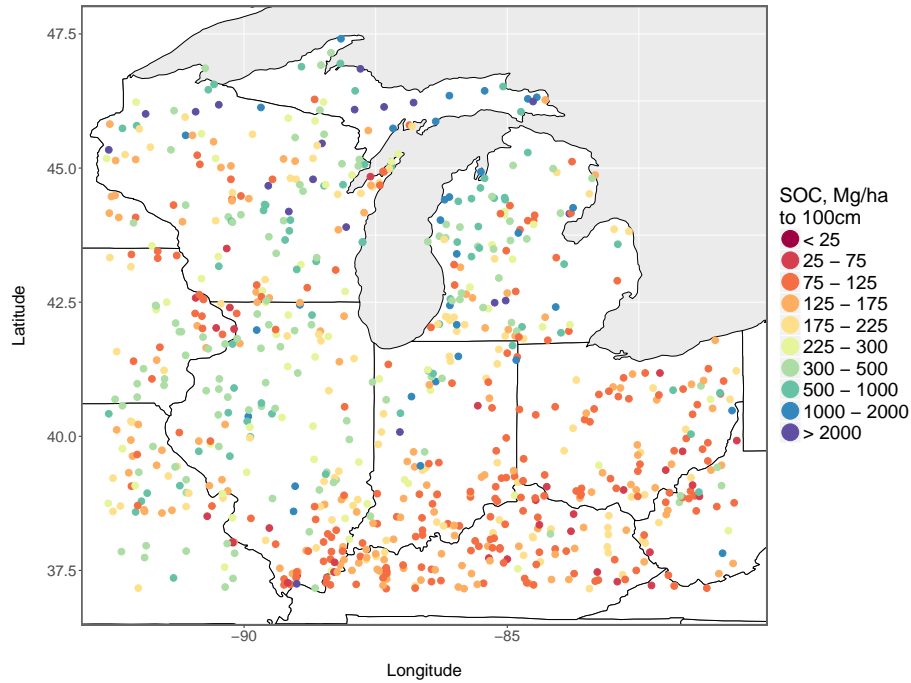 47.5
45.0
42.5
40.0
37.5
Latitude
−90
−85
Longitude
SOC, Mg/ha
to 100cm
< 25
25 − 75
75 − 125
125 − 175
175 − 225
225 − 300
300 − 500
500 − 1000
1000 − 2000
> 2000